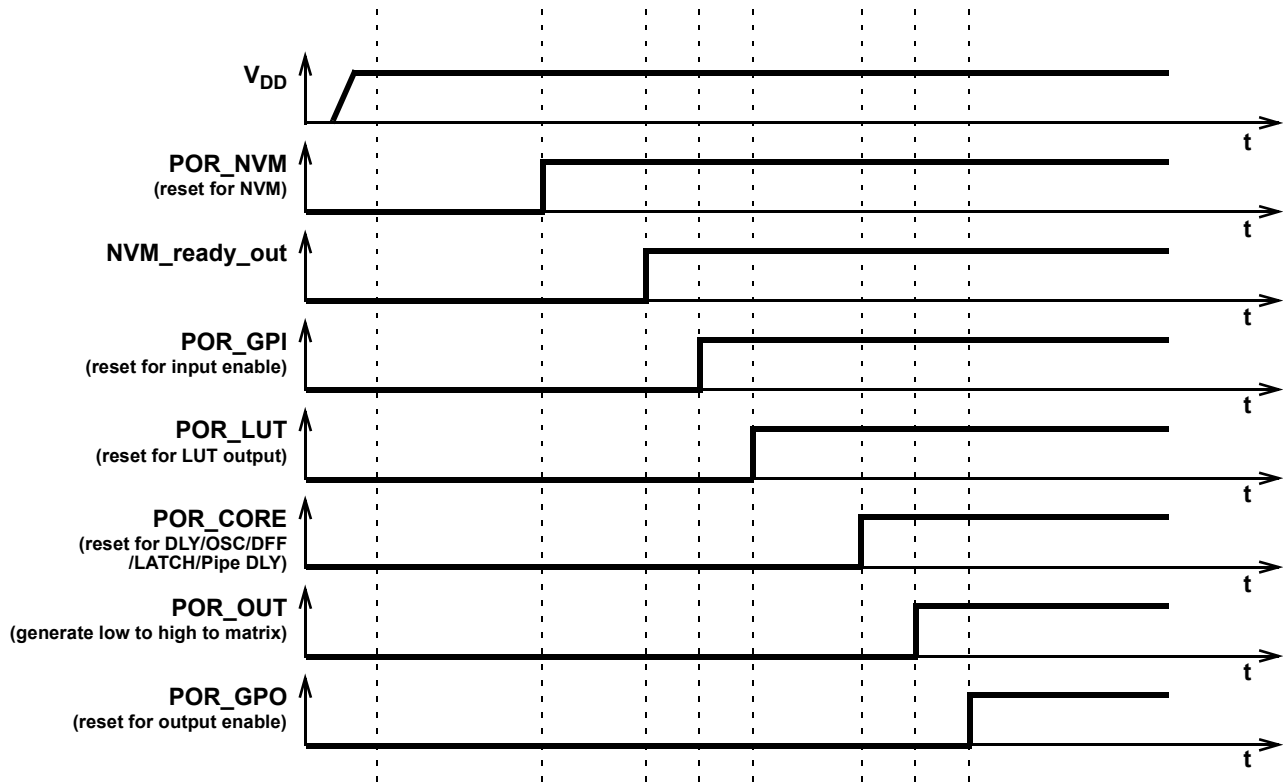 VDD
t
POR_NVM
(reset for NVM)
t
NVM_ready_out
t
POR_GPI
(reset for input enable)
t
POR_LUT
(reset for LUT output)
t
POR_CORE
(reset for DLY/OSC/DFF
/LATCH/Pipe DLY)
t
POR_OUT
(generate low to high to matrix)
t
POR_GPO
(reset for output enable)
t